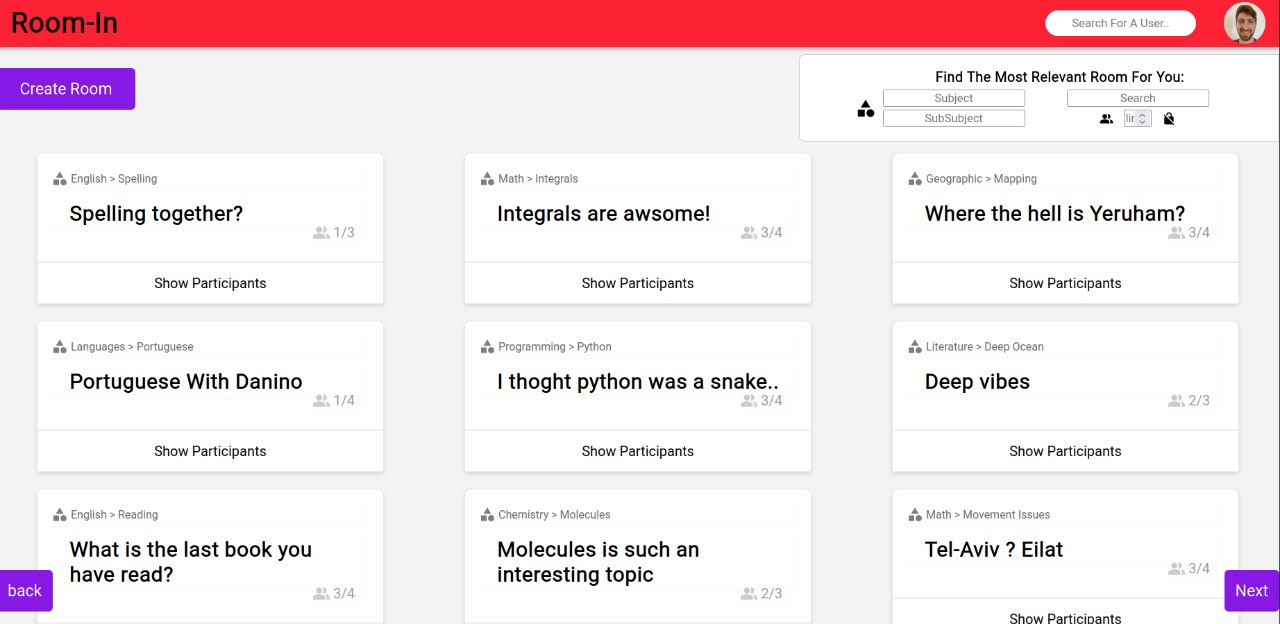 Room-In
Search For A User..
Create Room
Find The Most Relevant Room For You:
Subject
Search
SubSubject
English > Spelling
Spelling together?
1/3
Show Participants
Math > Integrals
Integrals are awsome!
3/4
Show Participants
Geographic > Mapping
Where the hell is Yeruham?
3/4
Show Participants
Languages > Portuguese
Portuguese With Danino
1/4
Show Participants
Programming > Python
I thoght python was a snake..
3/4
Show Participants
Literature > Deep Ocean
Deep vibes
2/3
Show Participants
English > Reading
What is the last book you
have read?
3/4
Chemistry > Molecules
Molecules is such an
interesting topic
2/3
Math > Movement Issues
Tel-Aviv ? Eilat
3/4
Show Participants
back
Next